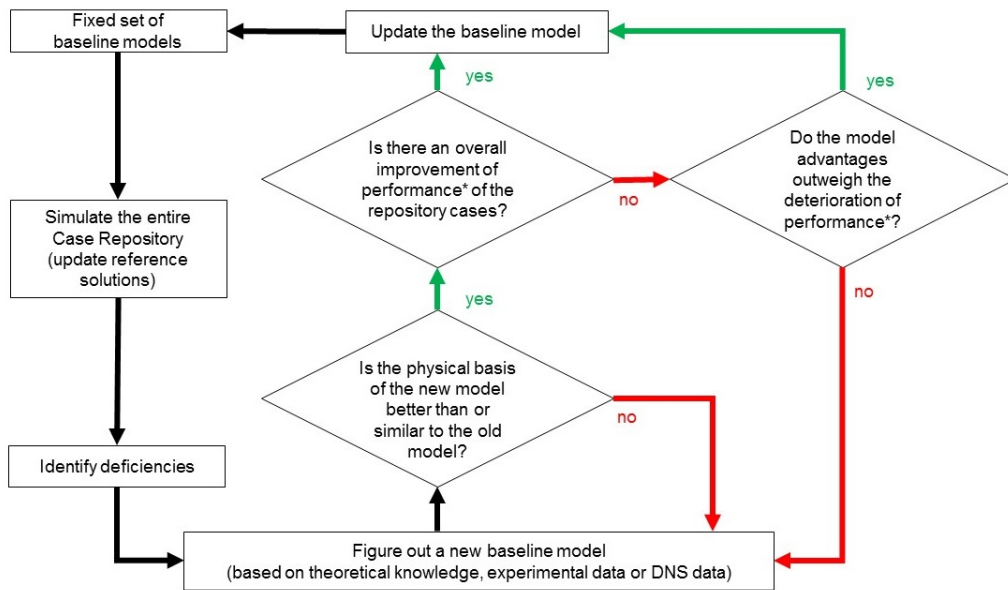 Fixed set of
baseline models
Update the baseline model
yes
yes
Is there an overall
improvement of
performance* of the
repository cases?
no
Do the model
advantages
outweigh the
deterioration of
performance*?
Simulate the entire
Case Repository
(update reference
solutions)
yes
no
Is the physical basis
of the new model
better than or
similar to the old
model?
no
Identify deficiencies
Figure out a new baseline model
(based on theoretical knowledge, experimental data or DNS data)